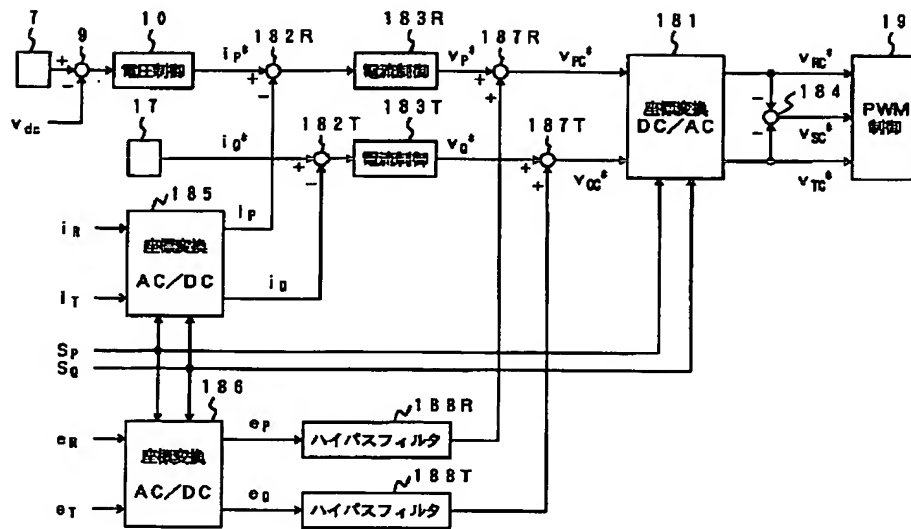 7
9
10
182R
183R
187R
181
19
電圧制御
iP*
電流制御
vP*
vPC*
座標変換
DC/AC
vRC*
184
vSC*
vTC*
PWM
制御
vdc
17
iQ*
182T
183T
電流制御
vQ*
187T
vQC*
185
iR
iT
座標変換
AC/DC
iP
iQ
SP
SQ
186
eR
eT
座標変換
AC/DC
eP
188R
ハイパスフィルタ
eQ
188T
ハイパスフィルタ